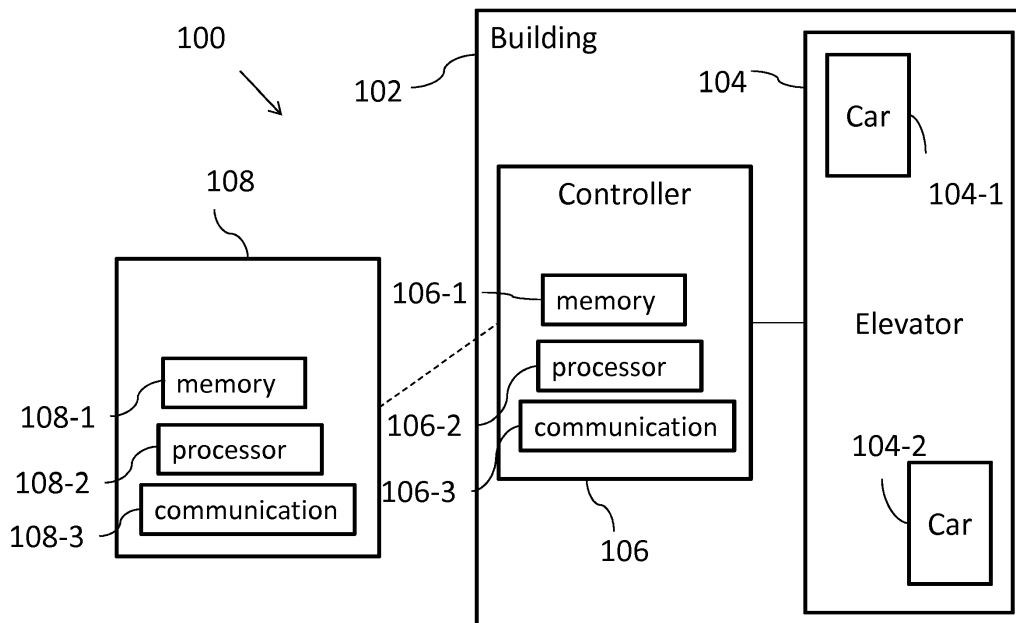 100
Building
102
104
Car
104-1
108
Controller
106-1
memory
Elevator
108-1
memory
106-2
processor
108-2
processor
106-3
communication
104-2
108-3
communication
106
Car